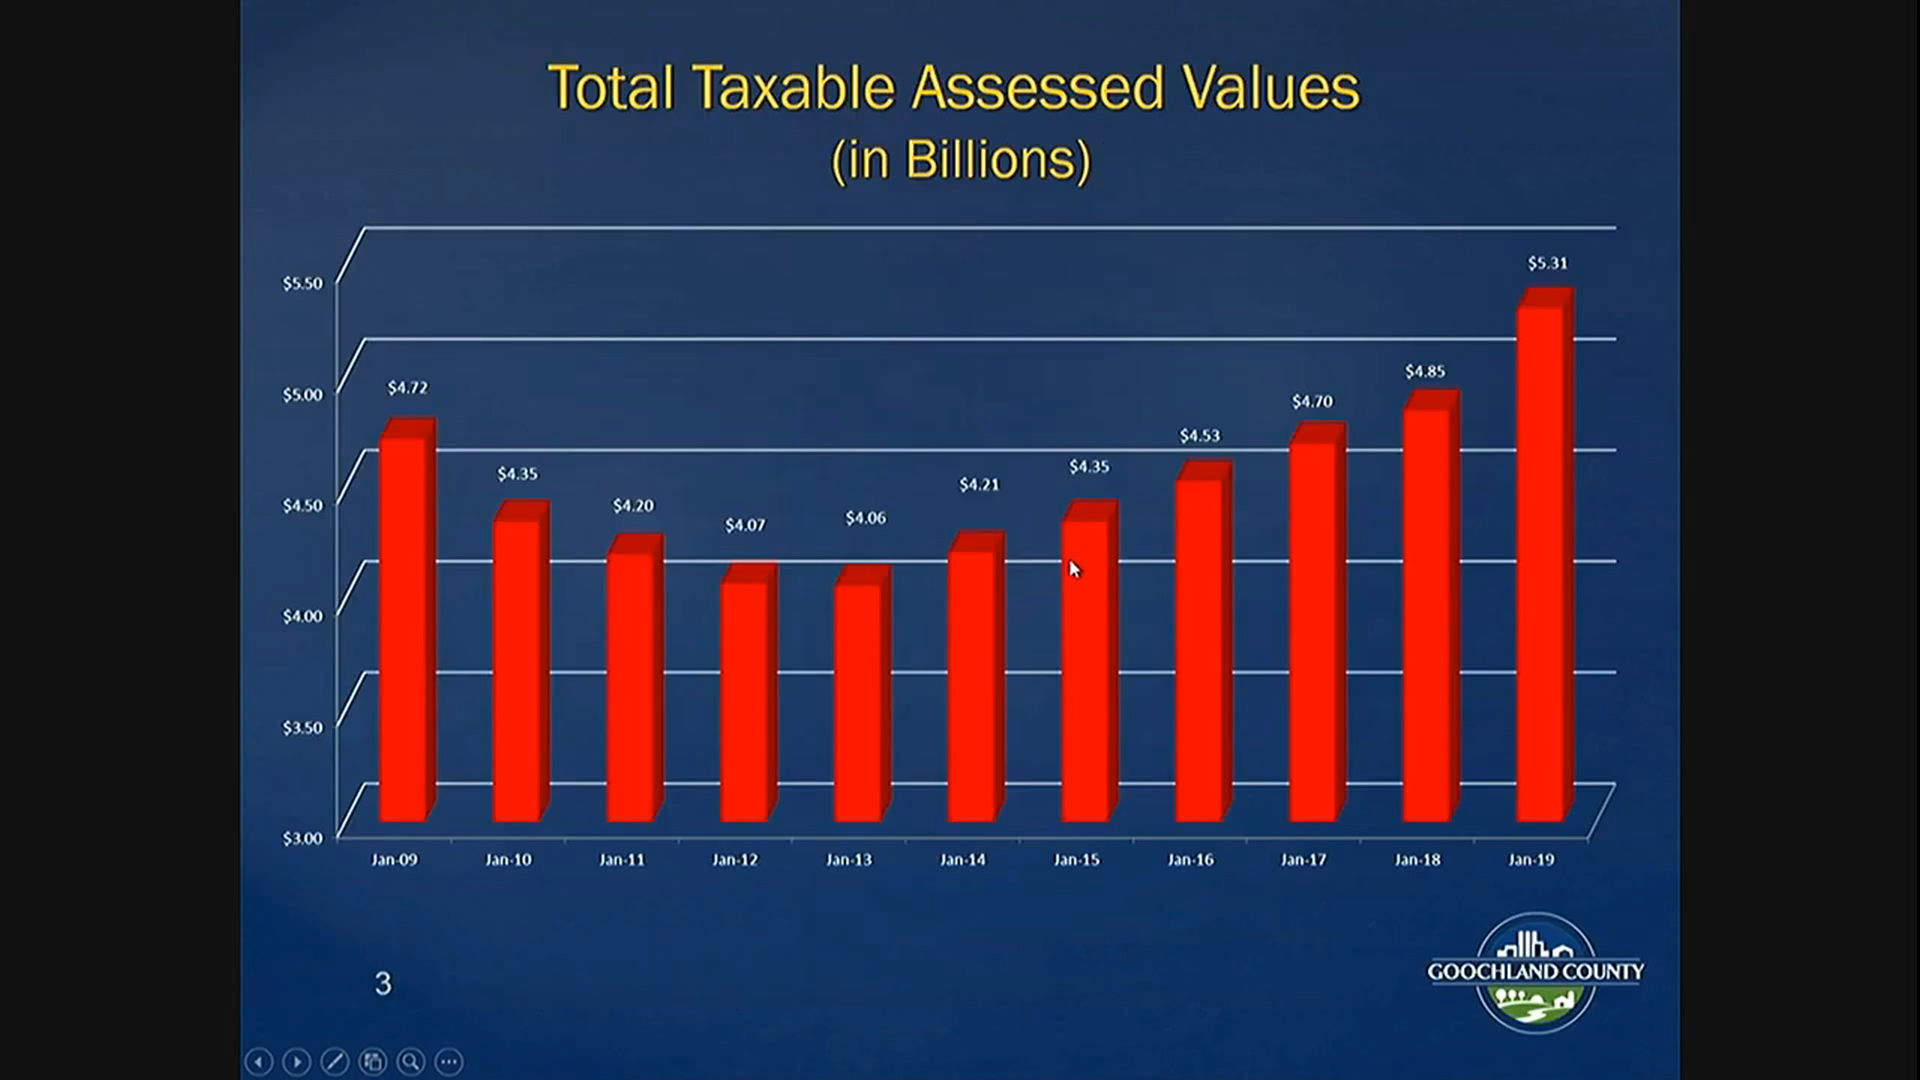 Total Taxable Assessed Values
(in Billions)
$5.50
$5.00
$4.50
$4.00
$3.50
$3.00
$4.72
$4.35
$4.20
$4.07
$4.06
$4.21
$4.35
$4.53
$4.70
$4.85
$5.31
Jan-09
Jan-10
Jan-11
Jan-12
Jan-13
Jan-14
Jan-15
Jan-16
Jan-17
Jan-18
Jan-19
3
GOOCHLAND COUNTY